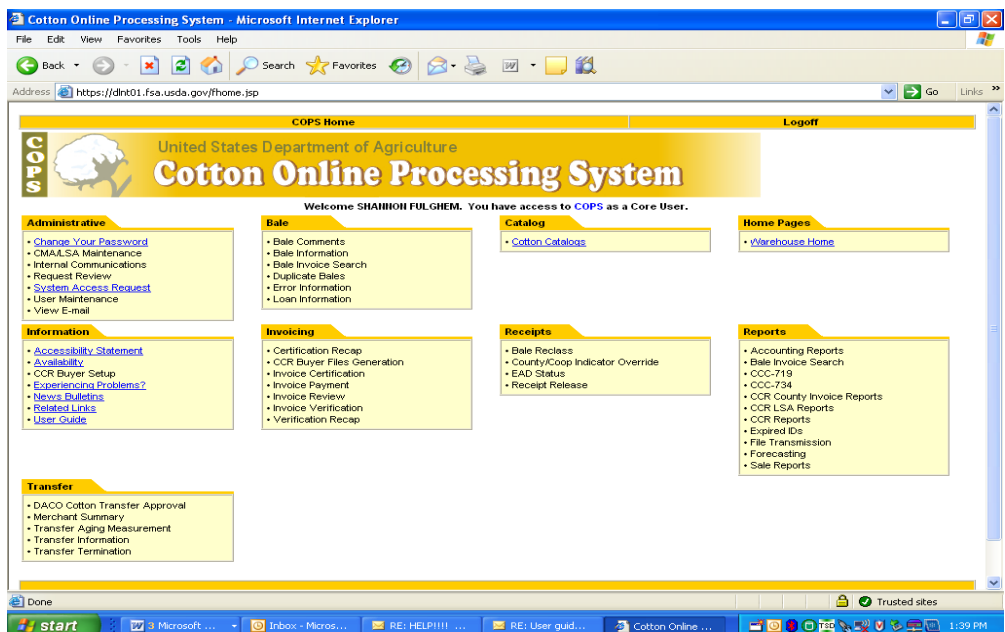 Cotton Online Processing System - Microsoft Internet Explorer
File Edit View Favorites Tools Help
Back Search Favorites
Address https://dlnt01.fsa.usda.gov/fhome.jsp Go Links »
COPS Home Logoff
COPS
United States Department of Agriculture
Cotton Online Processing System
Welcome SHANNON FULGHEM. You have access to COPS as a Core User.
Administrative
• Change Your Password
• CMA/LSA Maintenance
• Internal Communications
• Request Review
• System Access Request
• User Maintenance
• View E-mail
Bale
• Bale Comments
• Bale Information
• Bale Invoice Search
• Duplicate Bales
• Error Information
• Loan Information
Catalog
• Cotton Catalogs
Home Pages
• Warehouse Home
Information
• Accessibility Statement
• Availability
• CCR Buyer Setup
• Experiencing Problems?
• News Bulletins
• Related Links
• User Guide
Invoicing
• Certification Recap
• CCR Buyer Files Generation
• Invoice Certification
• Invoice Payment
• Invoice Review
• Invoice Verification
• Verification Recap
Receipts
• Bale Reclass
• County/Coop Indicator Override
• EAD Status
• Receipt Release
Reports
• Accounting Reports
• Bale Invoice Search
• CCC-719
• CCC-734
• CCR County Invoice Reports
• CCR LSA Reports
• CCR Reports
• Expired IDs
• File Transmission
• Forecasting
• Sale Reports
Transfer
• DACO Cotton Transfer Approval
• Merchant Summary
• Transfer Aging Measurement
• Transfer Information
• Transfer Termination
Done Trusted sites
start 3 Microsoft ... Inbox - Micros... RE: HELP!!!! ... RE: User guid... Cotton Online ... 1:39 PM